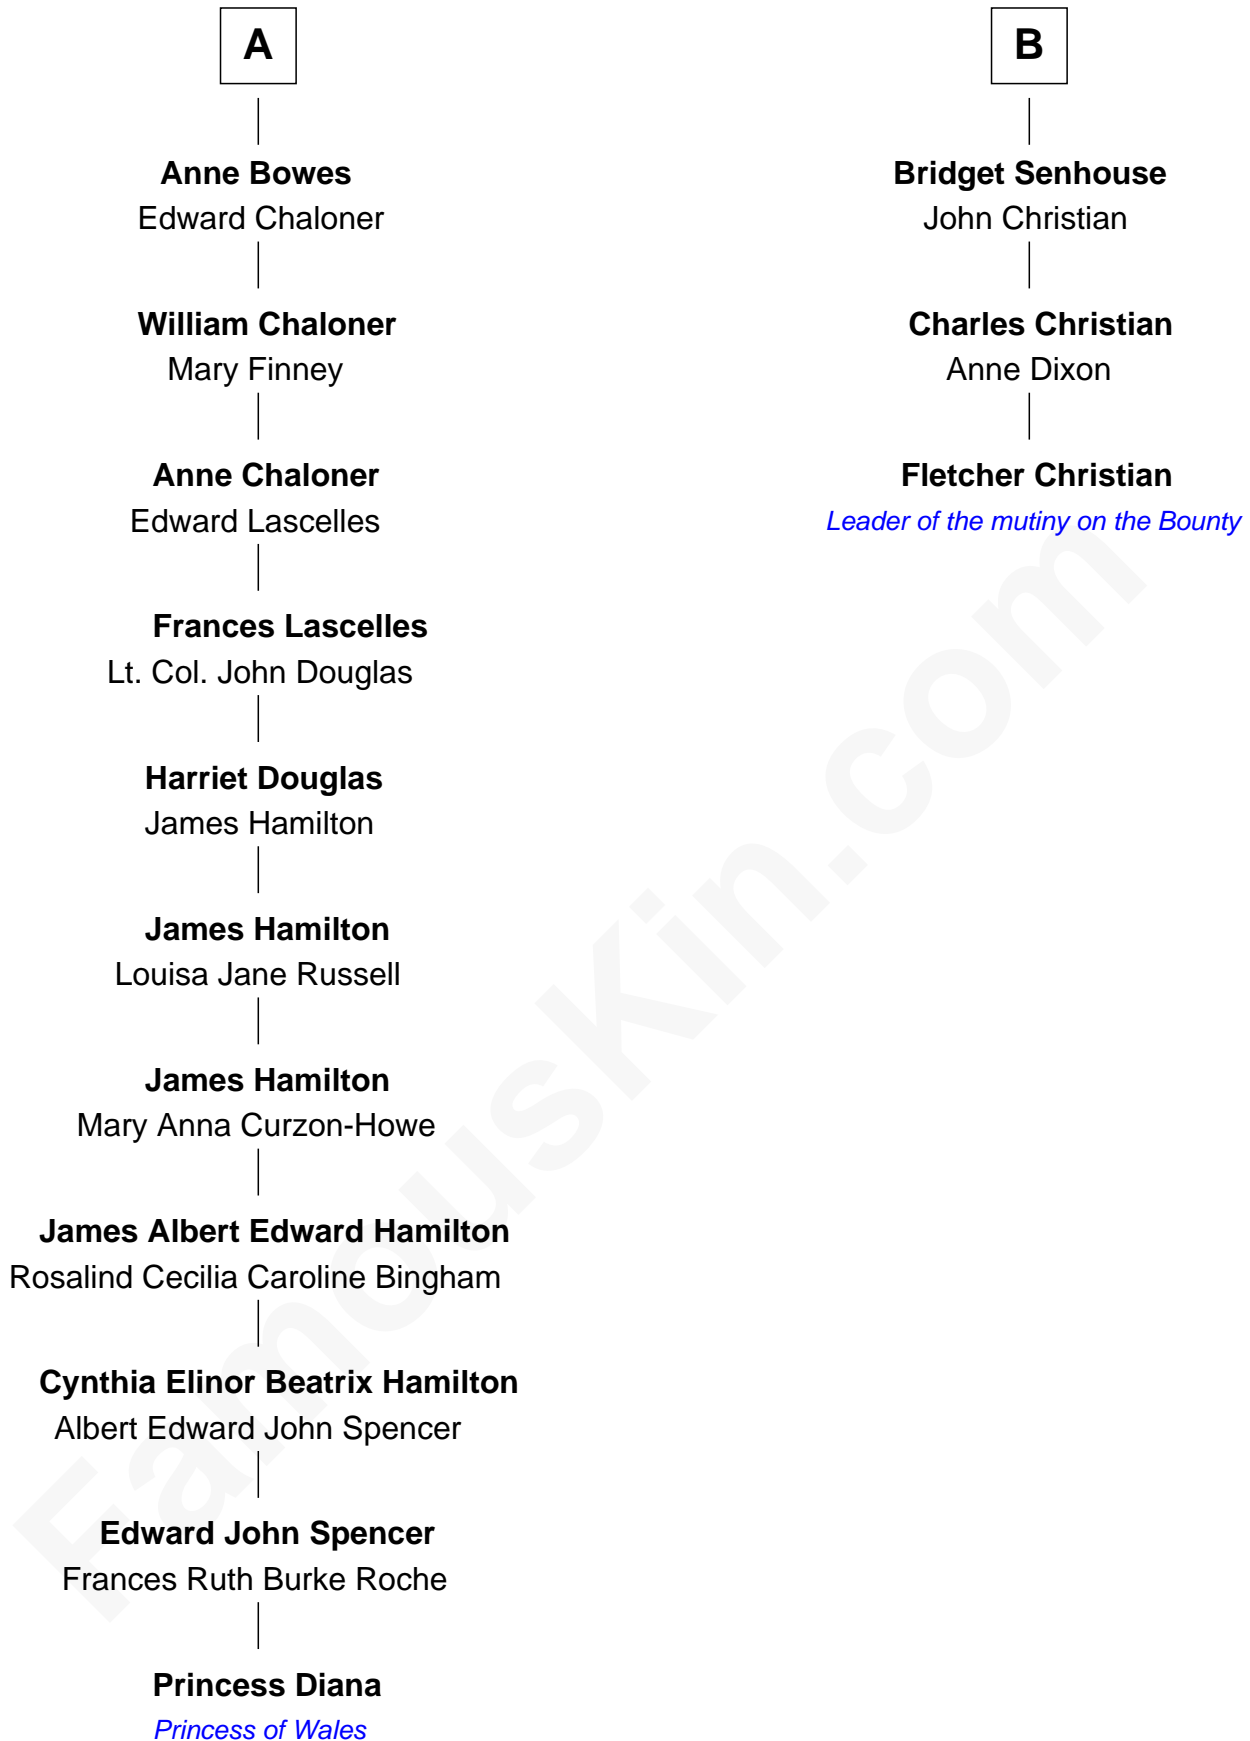 A
Anne Bowes
Edward Chaloner
William Chaloner
Mary Finney
Anne Chaloner
Edward Lascelles
Frances Lascelles
Lt. Col. John Douglas
Harriet Douglas
James Hamilton
James Hamilton
Louisa Jane Russell
James Hamilton
Mary Anna Curzon-Howe
James Albert Edward Hamilton
Rosalind Cecilia Caroline Bingham
Cynthia Elinor Beatrix Hamilton
Albert Edward John Spencer
Edward John Spencer
Frances Ruth Burke Roche
Princess Diana
Princess of Wales
B
Bridget Senhouse
John Christian
Charles Christian
Anne Dixon
Fletcher Christian
Leader of the mutiny on the Bounty
FamousKin.com